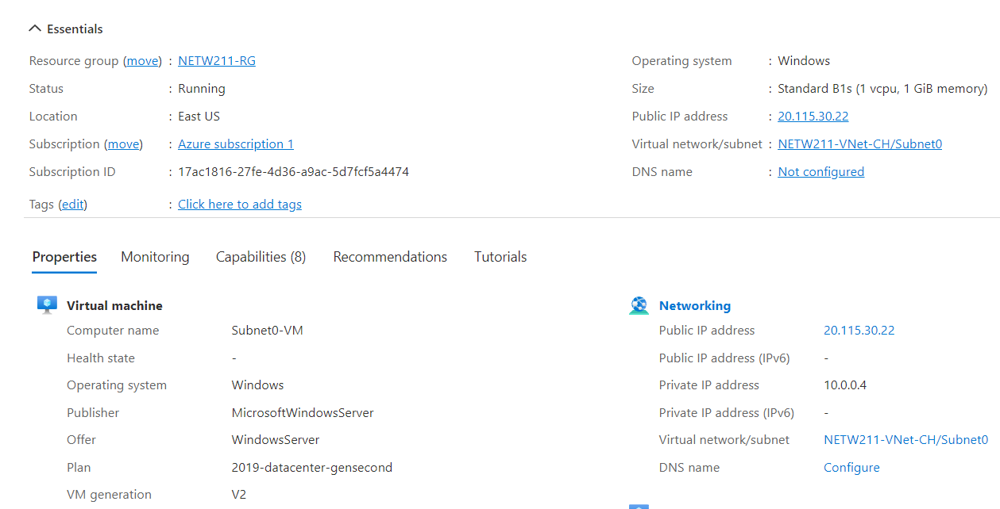 Essentials
Resource group (move) : NETW211-RG
Status : Running
Location : East US
Subscription (move) : Azure subscription 1
Subscription ID : 17ac1816-27fe-4d36-a9ac-5d7fcf5a4474
Tags (edit) : Click here to add tags
Operating system : Windows
Size : Standard B1s (1 vcpu, 1 GiB memory)
Public IP address : 20.115.30.22
Virtual network/subnet : NETW211-VNet-CH/Subnet0
DNS name : Not configured
Properties Monitoring Capabilities (8) Recommendations Tutorials
Virtual machine
Computer name Subnet0-VM
Health state -
Operating system Windows
Publisher MicrosoftWindowsServer
Offer WindowsServer
Plan 2019-datacenter-gensecond
VM generation V2
Networking
Public IP address 20.115.30.22
Public IP address (IPv6) -
Private IP address 10.0.0.4
Private IP address (IPv6) -
Virtual network/subnet NETW211-VNet-CH/Subnet0
DNS name Configure